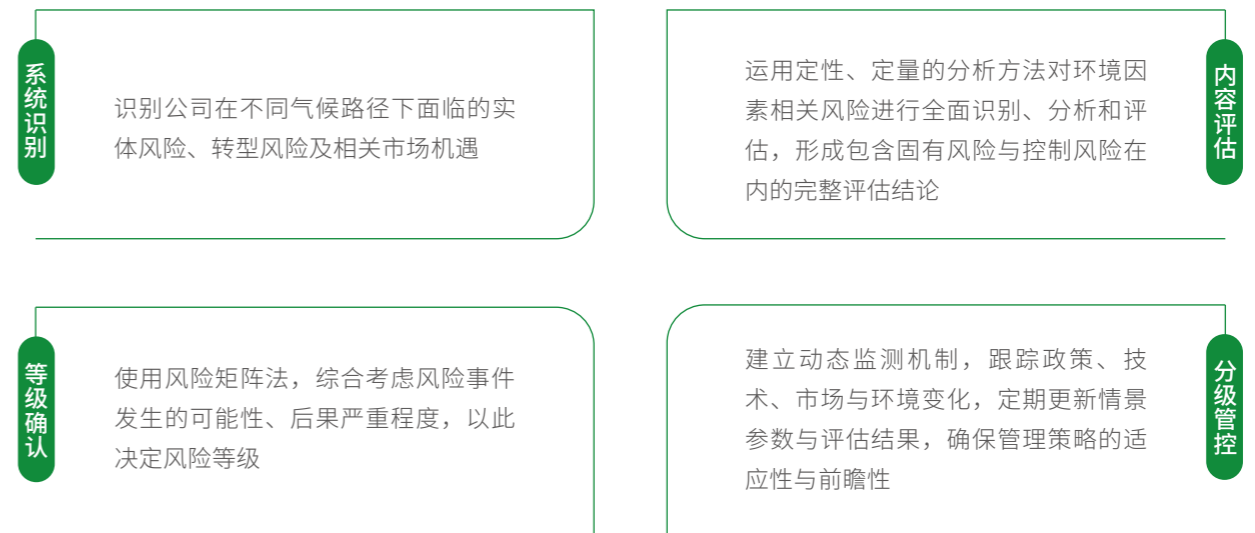 系统识别
识别公司在不同气候路径下面临的实
体风险、转型风险及相关市场机遇
内容评估
运用定性、定量的分析方法对环境因
素相关风险进行全面识别、分析和评
估，形成包含固有风险与控制风险在
内的完整评估结论
等级确认
使用风险矩阵法，综合考虑风险事件
发生的可能性、后果严重程度，以此
决定风险等级
分级管控
建立动态监测机制，跟踪政策、技
术、市场与环境变化，定期更新情景
参数与评估结果，确保管理策略的适
应性与前瞻性